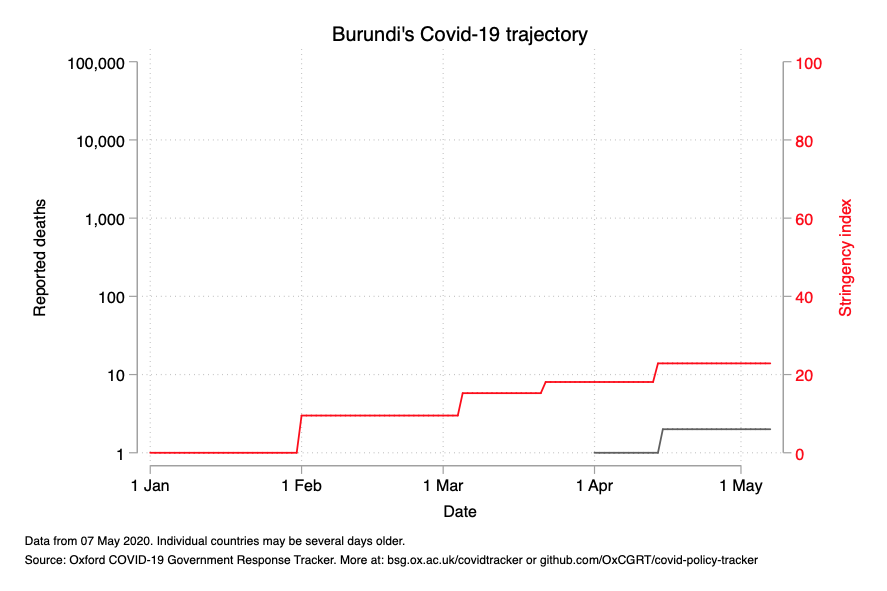 Burundi's Covid-19 trajectory
100,000
10,000
1,000
100
10
1
Reported deaths
100
80
60
40
20
0
Stringency index
1 Jan
1 Feb
1 Mar
1 Apr
1 May
Date
Data from 07 May 2020. Individual countries may be several days older.
Source: Oxford COVID-19 Government Response Tracker. More at: bsg.ox.ac.uk/covidtracker or github.com/OxCGRT/covid-policy-tracker